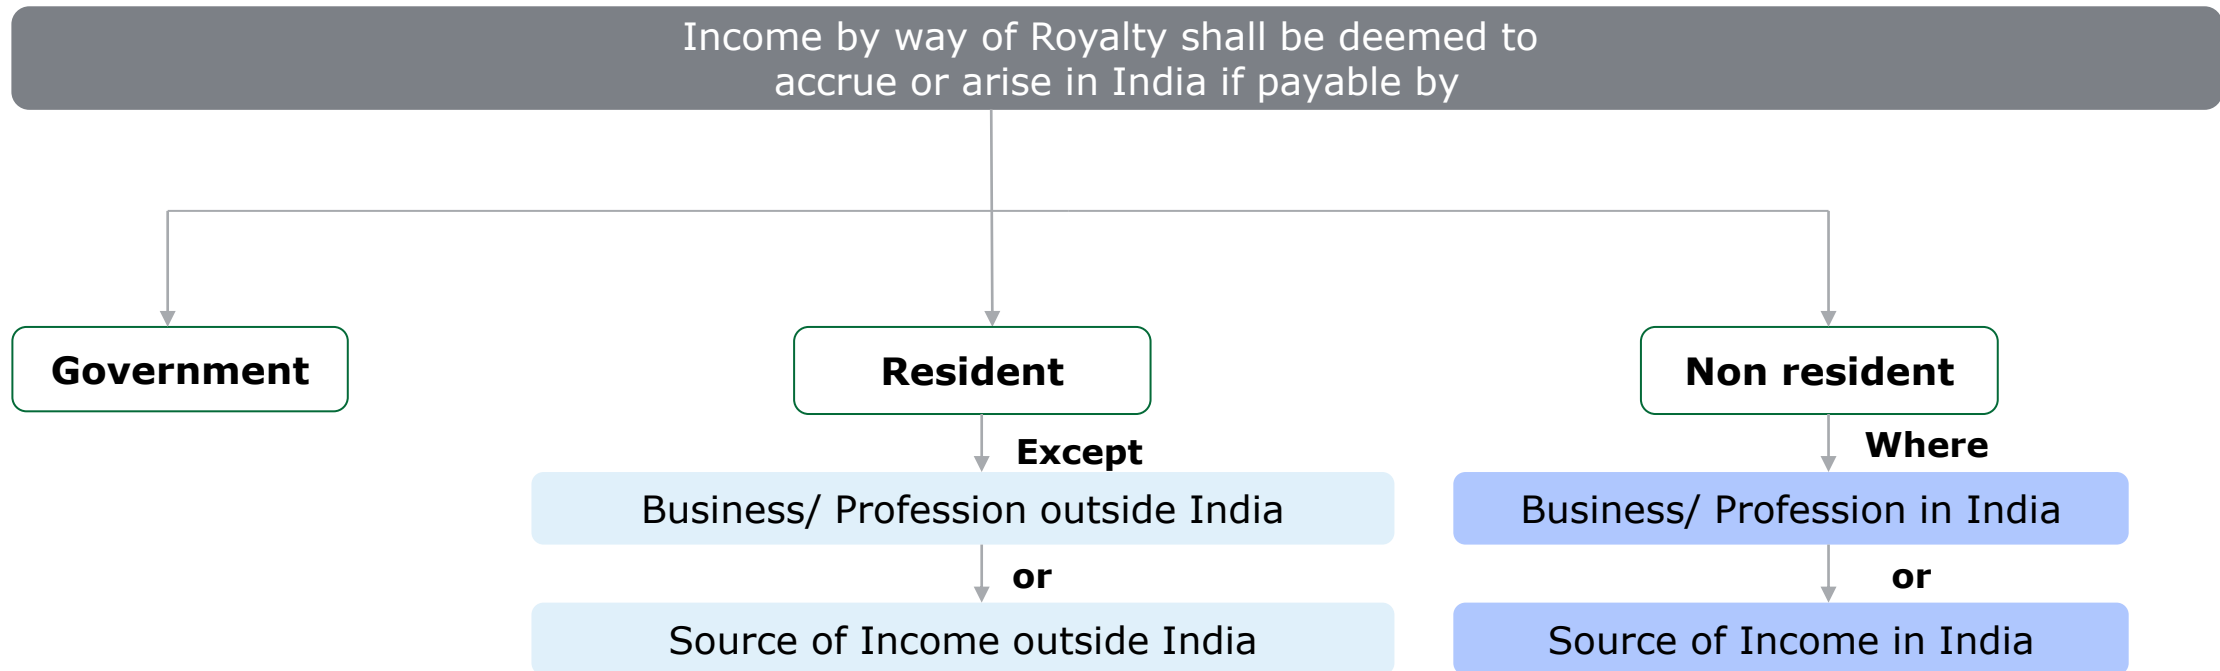 Income by way of Royalty shall be deemed to
accrue or arise in India if payable by
Government
Resident
Non resident
Except
Where
Business/ Profession outside India
Business/ Profession in India
or
or
Source of Income outside India
Source of Income in India